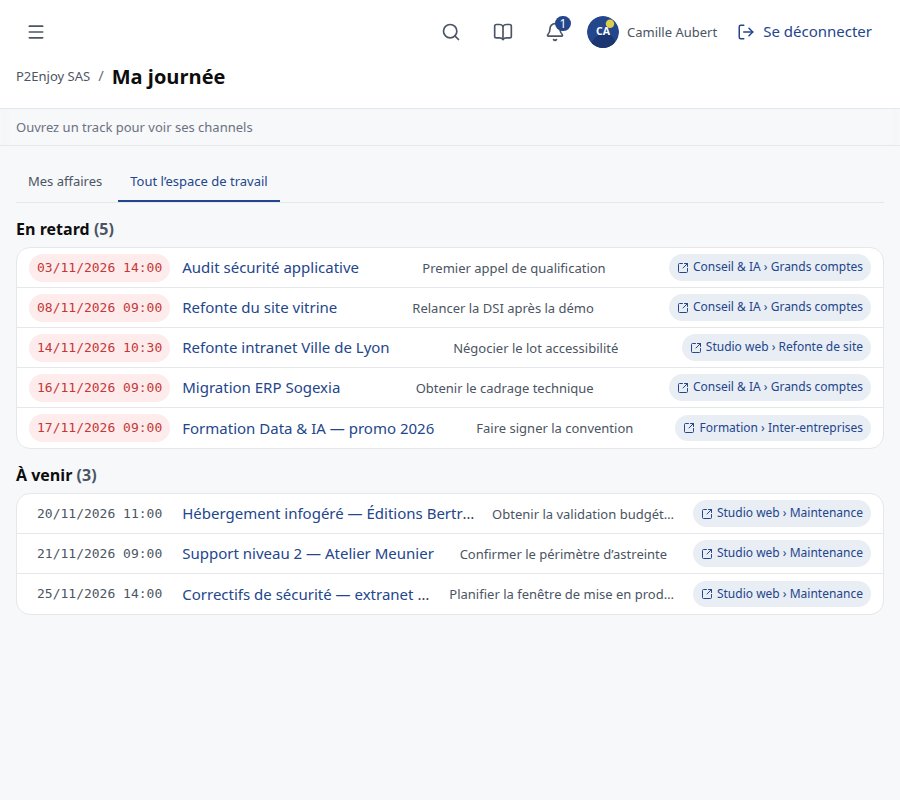 1
CA
Camille Aubert
Se déconnecter
P2Enjoy SAS / Ma journée
Ouvrez un track pour voir ses channels
Mes affaires
Tout l’espace de travail
En retard (5)
03/11/2026 14:00 Audit sécurité applicative Premier appel de qualification Conseil & IA › Grands comptes
08/11/2026 09:00 Refonte du site vitrine Relancer la DSI après la démo Conseil & IA › Grands comptes
14/11/2026 10:30 Refonte intranet Ville de Lyon Négocier le lot accessibilité Studio web › Refonte de site
16/11/2026 09:00 Migration ERP Sogexia Obtenir le cadrage technique Conseil & IA › Grands comptes
17/11/2026 09:00 Formation Data & IA — promo 2026 Faire signer la convention Formation › Inter-entreprises
À venir (3)
20/11/2026 11:00 Hébergement infogéré — Éditions Bertr... Obtenir la validation budgét... Studio web › Maintenance
21/11/2026 09:00 Support niveau 2 — Atelier Meunier Confirmer le périmètre d’astreinte Studio web › Maintenance
25/11/2026 14:00 Correctifs de sécurité — extranet ... Planifier la fenêtre de mise en prod... Studio web › Maintenance